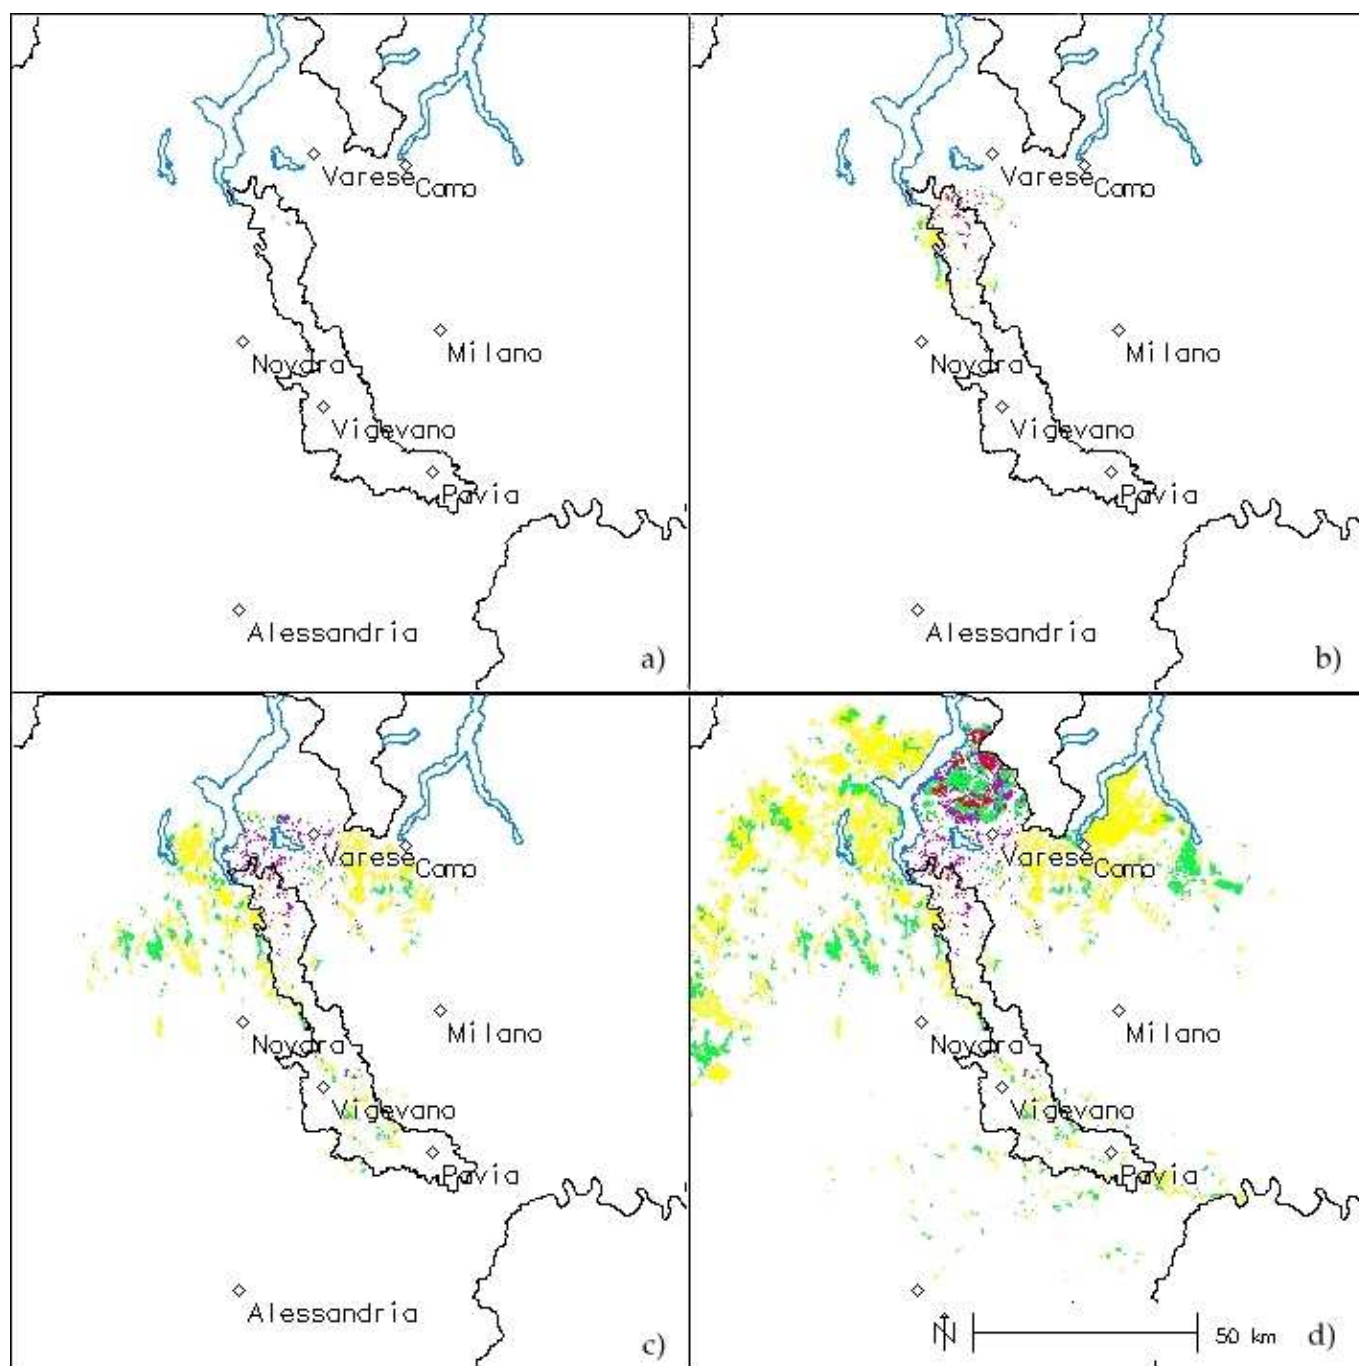 Varese
Como
Novara
Milano
Vigevano
Pavia
Alessandria
a)
Varese
Como
Novara
Milano
Vigevano
Pavia
Alessandria
b)
Varese
Como
Novara
Milano
Vigevano
Pavia
Alessandria
c)
Varese
Como
Novara
Milano
Vigevano
Pavia
N
50 km
d)